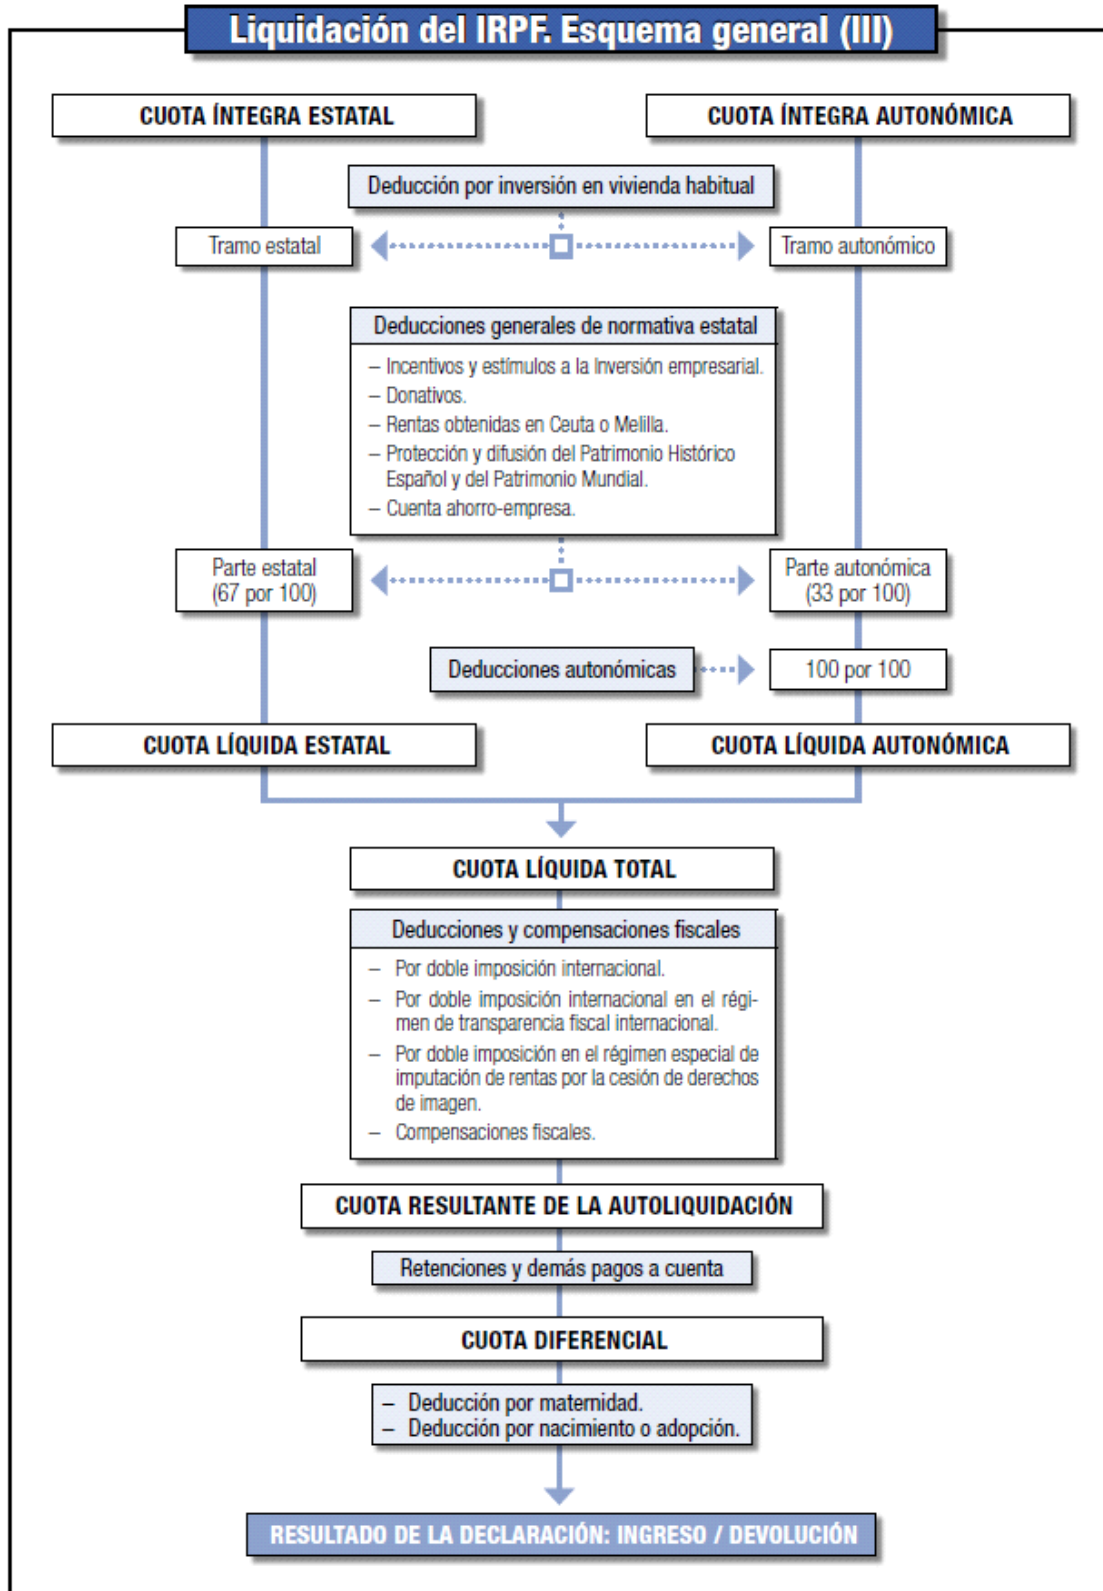 Liquidación del IRPF. Esquema general (III)
CUOTA ÍNTEGRA ESTATAL
CUOTA ÍNTEGRA AUTONÓMICA
Deducción por inversión en vivienda habitual
Tramo estatal
Tramo autonómico
Deducciones generales de normativa estatal
– Incentivos y estímulos a la Inversión empresarial.
– Donativos.
– Rentas obtenidas en Ceuta o Melilla.
– Protección y difusión del Patrimonio Histórico
Español y del Patrimonio Mundial.
– Cuenta ahorro-empresa.
Parte estatal
(67 por 100)
Parte autonómica
(33 por 100)
Deducciones autonómicas
100 por 100
CUOTA LÍQUIDA ESTATAL
CUOTA LÍQUIDA AUTONÓMICA
CUOTA LÍQUIDA TOTAL
Deducciones y compensaciones fiscales
– Por doble imposición internacional.
– Por doble imposición internacional en el régi-
men de transparencia fiscal internacional.
– Por doble imposición en el régimen especial de
imputación de rentas por la cesión de derechos
de imagen.
– Compensaciones fiscales.
CUOTA RESULTANTE DE LA AUTOLIQUIDACIÓN
Retenciones y demás pagos a cuenta
CUOTA DIFERENCIAL
– Deducción por maternidad.
– Deducción por nacimiento o adopción.
RESULTADO DE LA DECLARACIÓN: INGRESO / DEVOLUCIÓN